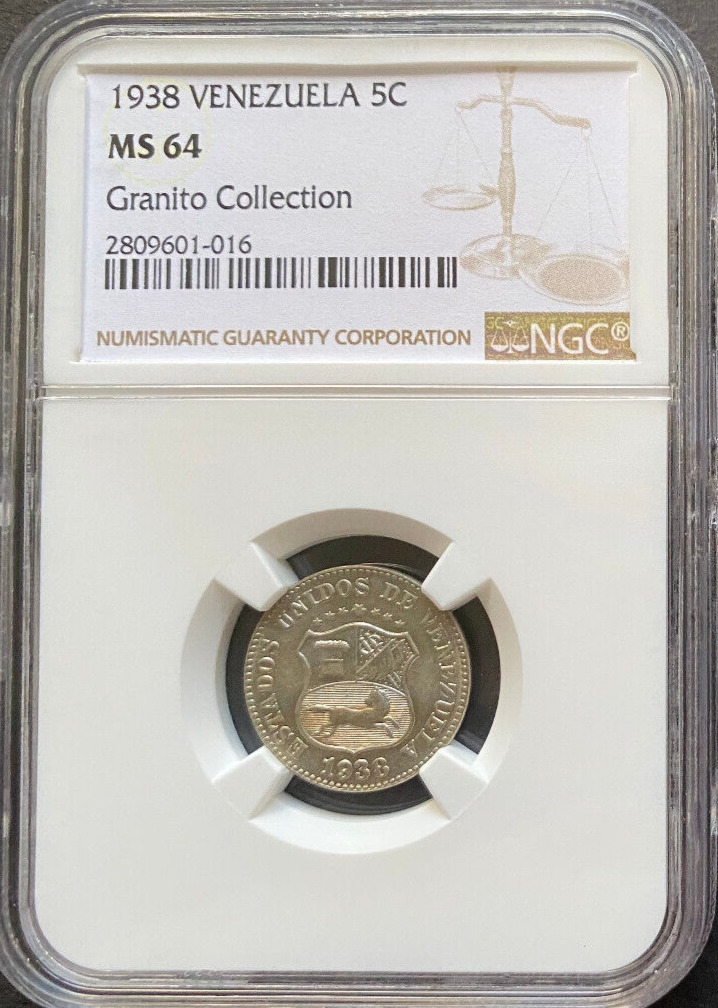 1938 VENEZUELA 5C
MS 64
Granito Collection
2809601-016
NUMISMATIC GUARANTY CORPORATION
NGC®
ESTADOS UNIDOS DE VENEZUELA
1938